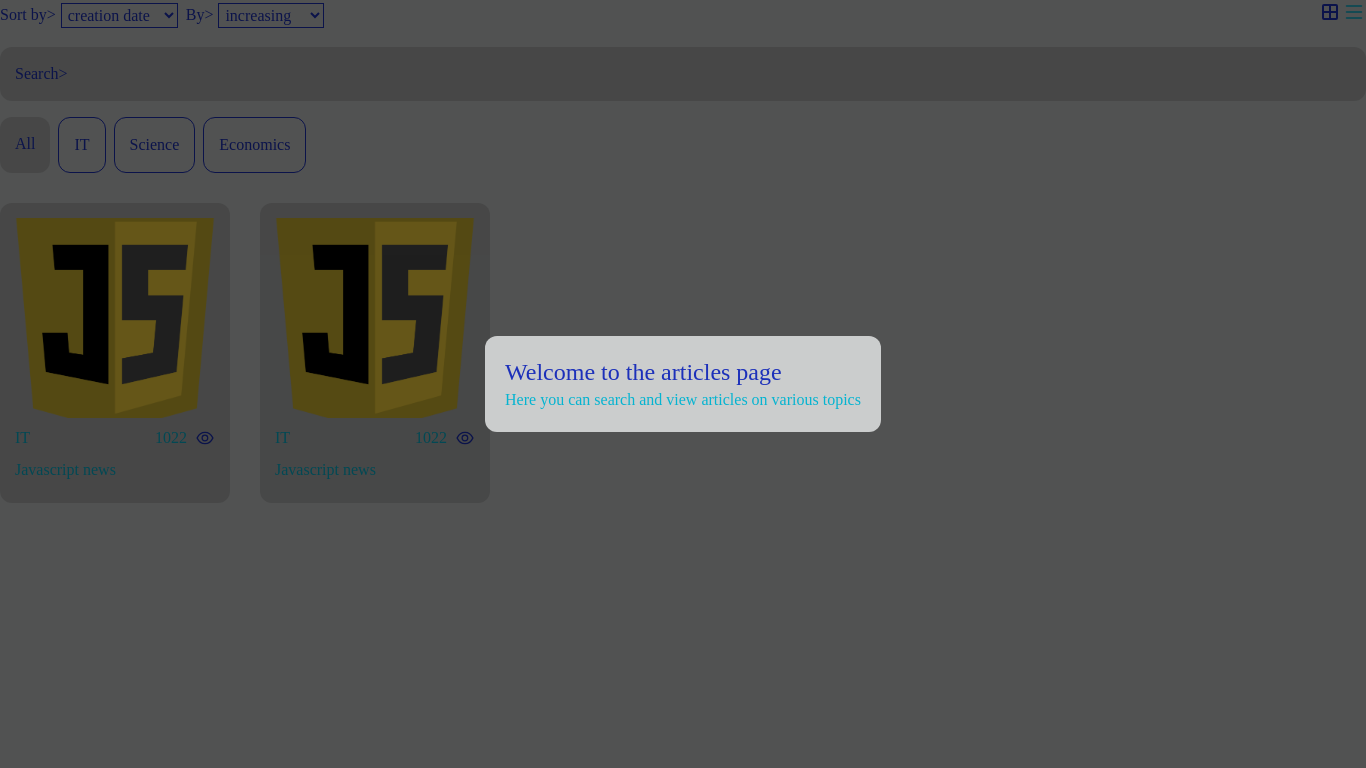 Sort by> creation date By> increasing
Search>
All IT Science Economics
JS JS
Welcome to the articles page
Here you can search and view articles on various topics
IT 1022 IT 1022
Javascript news Javascript news